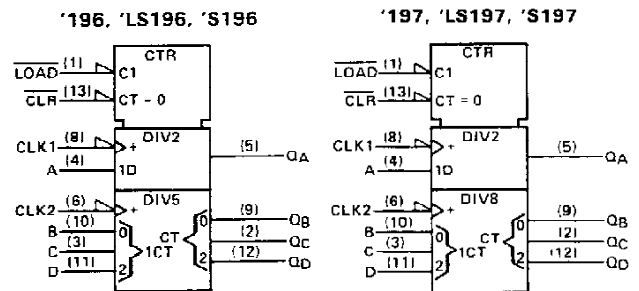 '196, 'LS196, 'S196
CTR
LOAD (1) C1
CLR (13) CT = 0
DIV2
CLK1 (8) +
(5) QA
A (4) 1D
DIV5
CLK2 (6) +
B (10) 0
C (3) 1CT
D (11) 2
CT
0 (9) QB
(2) QC
2 (12) QD
'197, 'LS197, 'S197
CTR
LOAD (1) C1
CLR (13) CT = 0
DIV2
CLK1 (8) +
(5) QA
A (4) 1D
DIV8
CLK2 (6) +
B (10) 0
C (3) 1CT
D (11) 2
CT
0 (9) QB
(2) QC
2 (12) QD